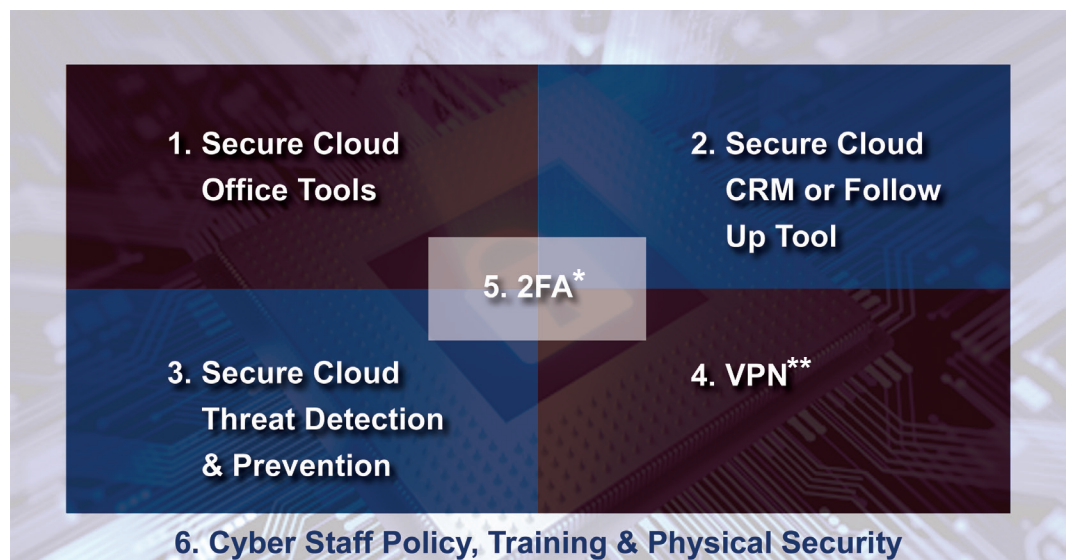 1. Secure Cloud
Office Tools
2. Secure Cloud
CRM or Follow
Up Tool
5. 2FA*
3. Secure Cloud
Threat Detection
& Prevention
4. VPN**
6. Cyber Staff Policy, Training & Physical Security